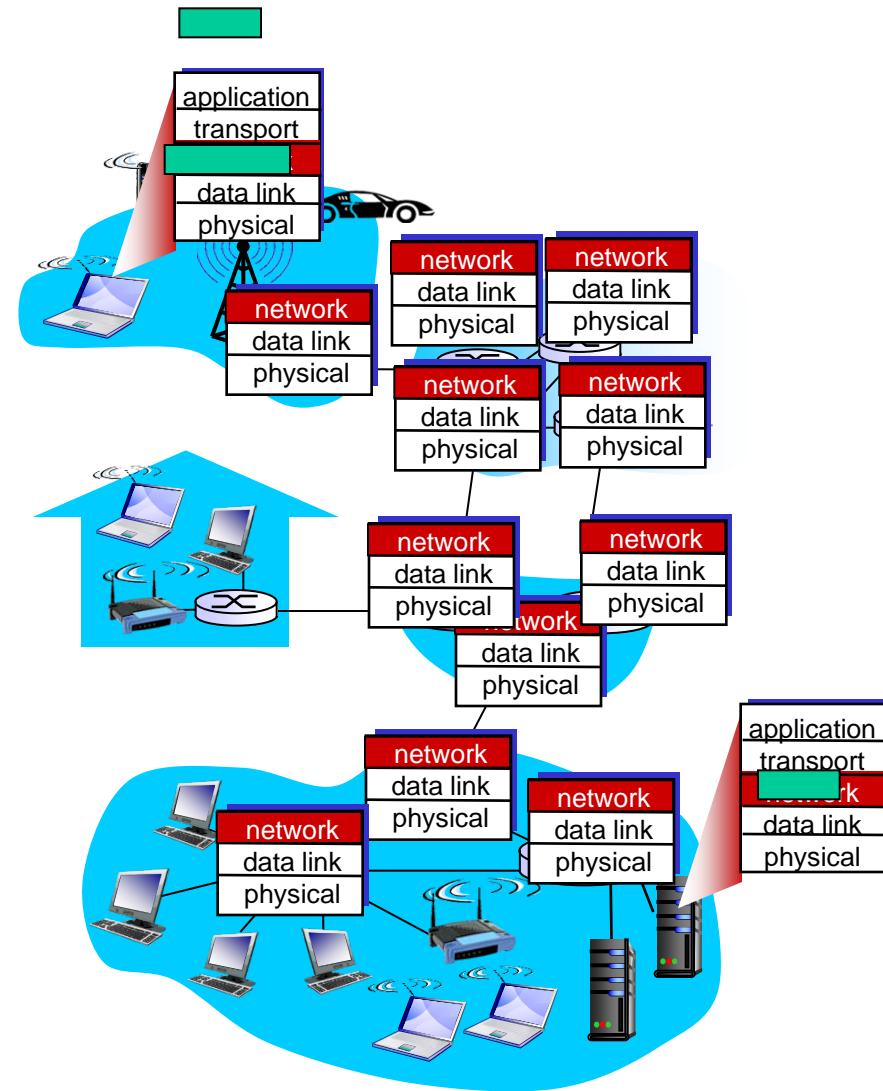 application
transport
data link
physical
network
data link
physical
network
data link
physical
network
data link
physical
network
data link
physical
network
data link
physical
network
data link
physical
network
data link
physical
network
data link
physical
application
transport
network
data link
physical
network
data link
physical
network
data link
physical
network
data link
physical